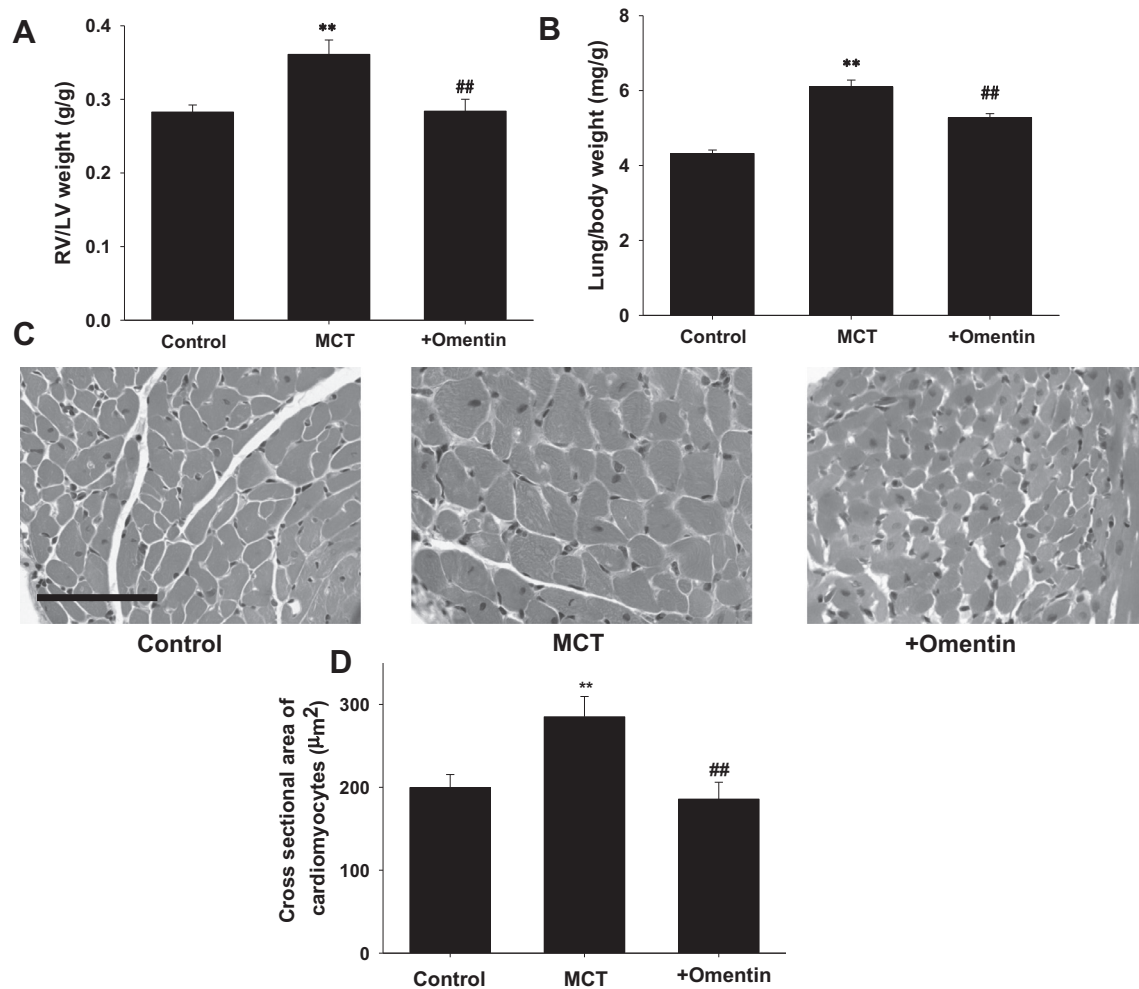 A
RV/LV weight (g/g)
0.4
0.3
0.2
0.1
0.0
**
##
Control
MCT
+Omentin
B
Lung/body weight (mg/g)
8
6
4
2
0
**
##
Control
MCT
+Omentin
C
Control
MCT
+Omentin
D
Cross sectional area of
cardiomyocytes (μm²)
300
200
100
0
**
##
Control
MCT
+Omentin